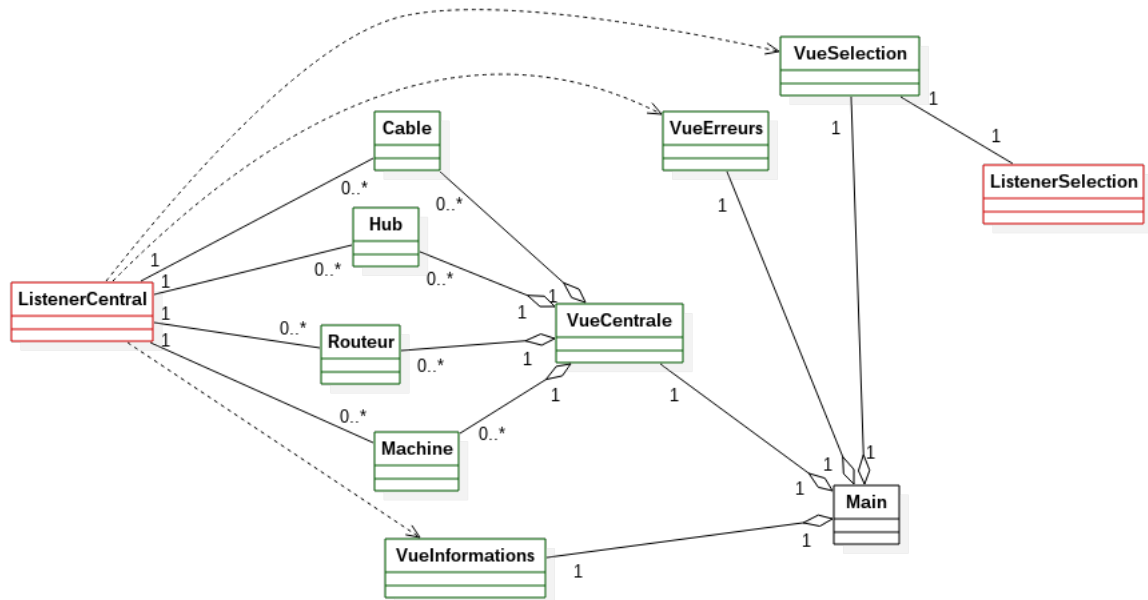 VueSelection
1
1
1
ListenerSelection
VueErreurs
1
Cable
0..*
0..*
Hub
0..*
0..*
1
1
1
1
ListenerCentral
1
1
VueCentrale
1
Routeur
0..*
0..*
1
Machine
0..*
0..*
1
1
1
1
1
Main
VueInformations
1
1